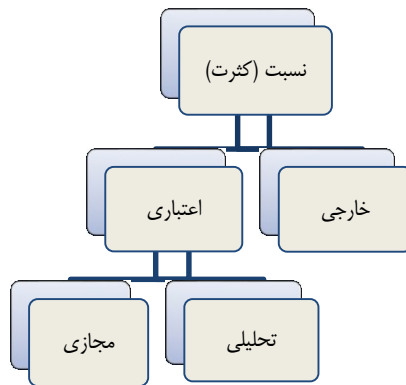 نسبت (کثرت)
خارجی
اعتباری
تحلیلی
مجازی